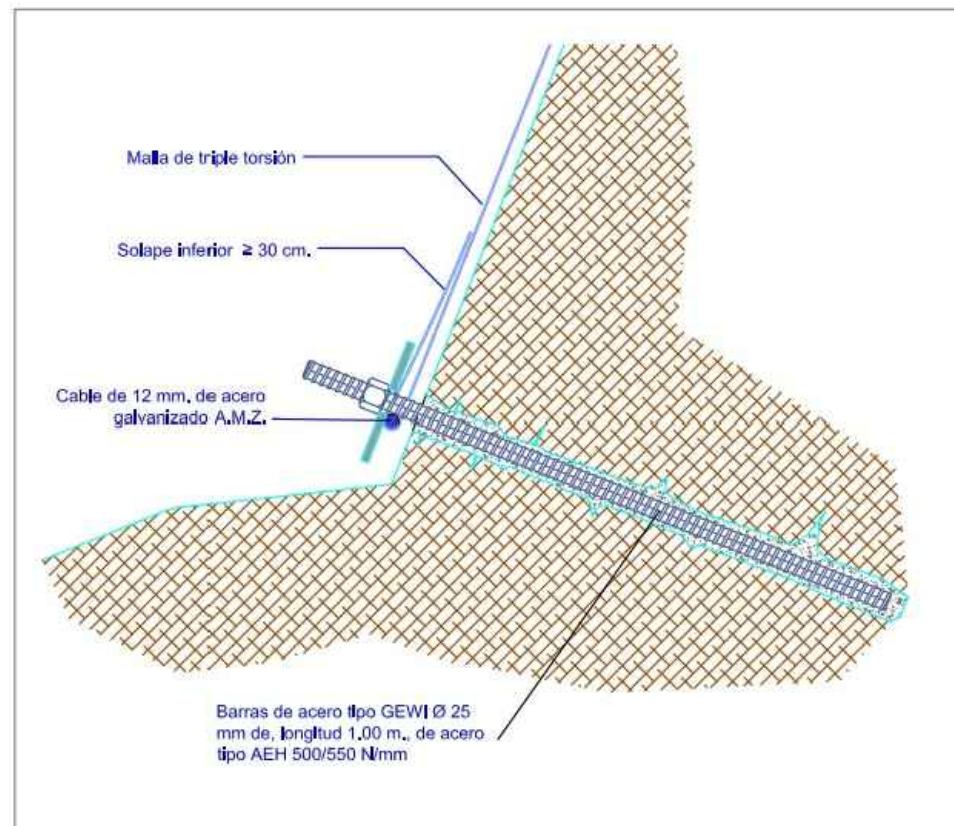 Malla de triple torsión
Solape inferior ≥ 30 cm.
Cable de 12 mm. de acero
galvanizado A.M.Z.
Barras de acero tipo GEWI Ø 25
mm de, longitud 1.00 m., de acero
tipo AEH 500/550 N/mm